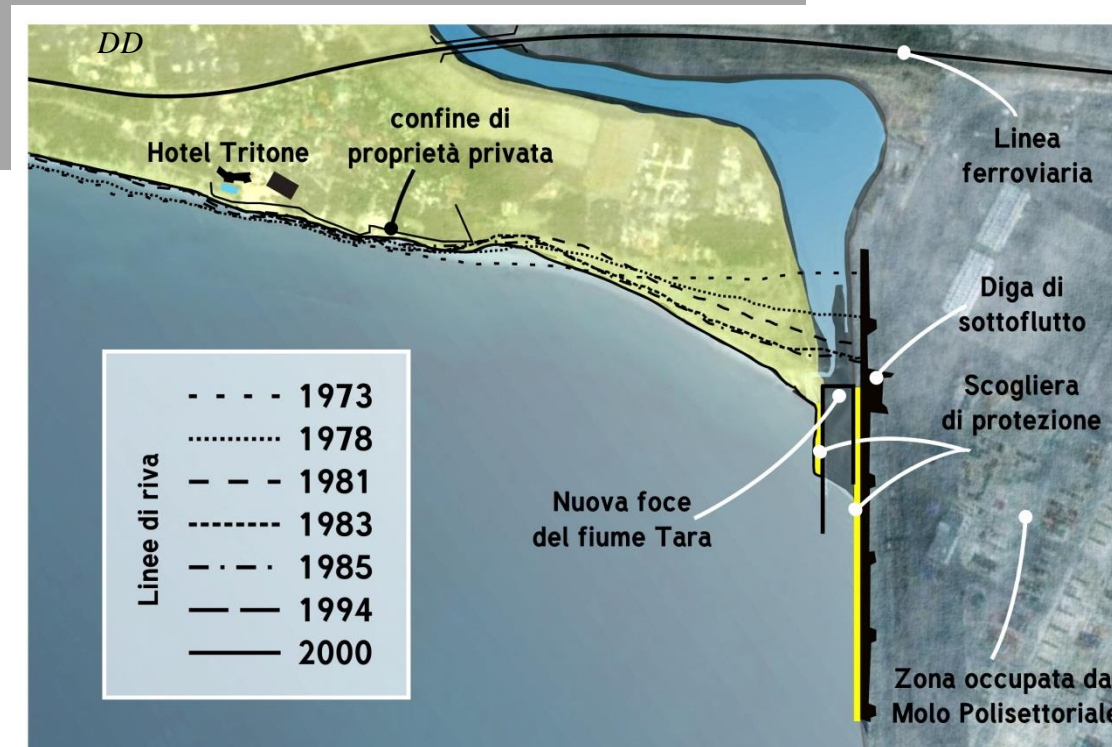 DD
Hotel Tritone
confine di
proprietà privata
Linea
ferroviaria
Diga di
sottoflutto
Scogliera
di protezione
Nuova foce
del fiume Tara
Zona occupata da
Molo Polisettoriale
Linee di riva
1973
1978
1981
1983
1985
1994
2000